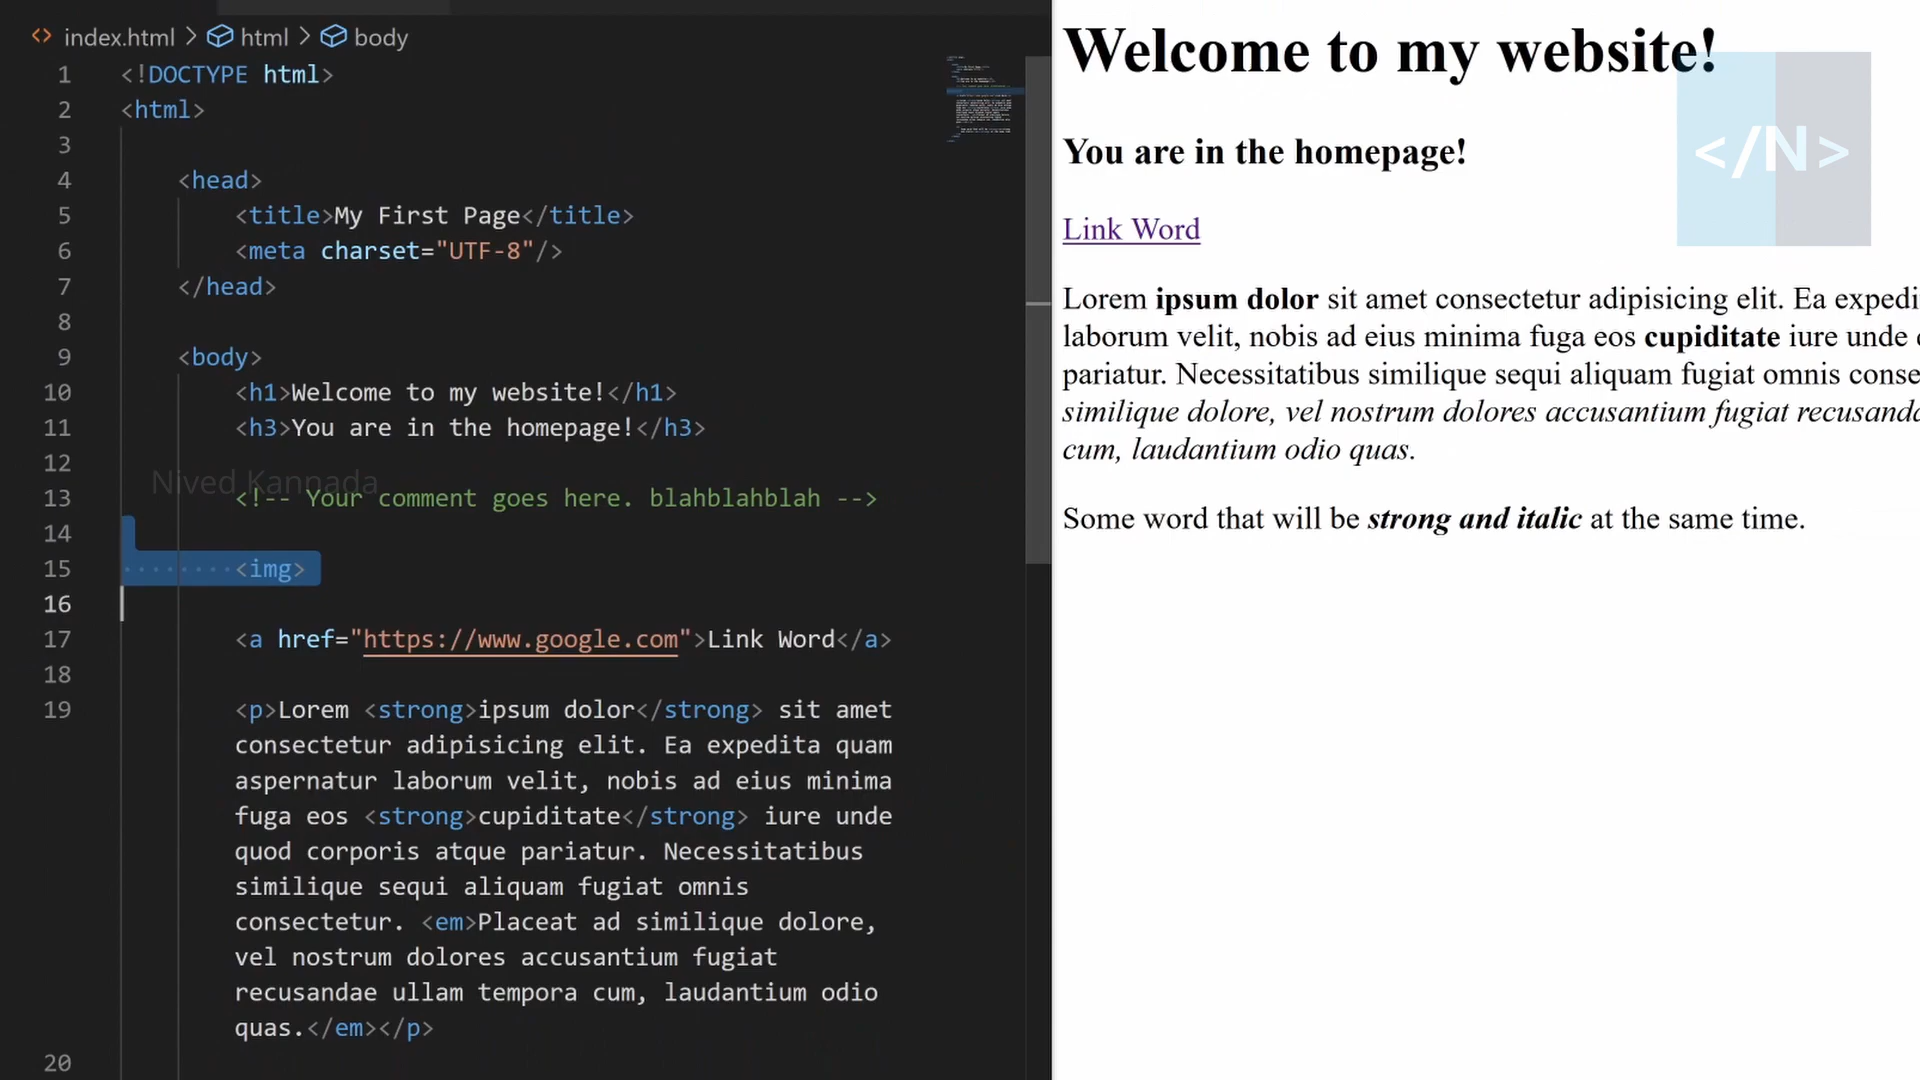 index.html > html > body
1 <!DOCTYPE html>
2 <html>
3
4 <head>
5 <title>My First Page</title>
6 <meta charset="UTF-8"/>
7 </head>
8
9 <body>
10 <h1>Welcome to my website!</h1>
11 <h3>You are in the homepage!</h3>
12
Nived Kannada
13 <!-- Your comment goes here. blahblahblah -->
14
15 <img>
16
17 <a href="https://www.google.com">Link Word</a>
18
19 <p>Lorem <strong>ipsum dolor</strong> sit amet
consectetur adipisicing elit. Ea expedita quam
aspernatur laborum velit, nobis ad eius minima
fuga eos <strong>cupiditate</strong> iure unde
quod corporis atque pariatur. Necessitatibus
similique sequi aliquam fugiat omnis
consectetur. <em>Placeat ad similique dolore,
vel nostrum dolores accusantium fugiat
recusandae ullam tempora cum, laudantium odio
quas.</em></p>
20
Welcome to my website!
</N>
You are in the homepage!
Link Word
Lorem ipsum dolor sit amet consectetur adipisicing elit. Ea expedi
laborum velit, nobis ad eius minima fuga eos cupiditate iure unde
pariatur. Necessitatibus similique sequi aliquam fugiat omnis conse
similique dolore, vel nostrum dolores accusantium fugiat recusanda
cum, laudantium odio quas.
Some word that will be strong and italic at the same time.